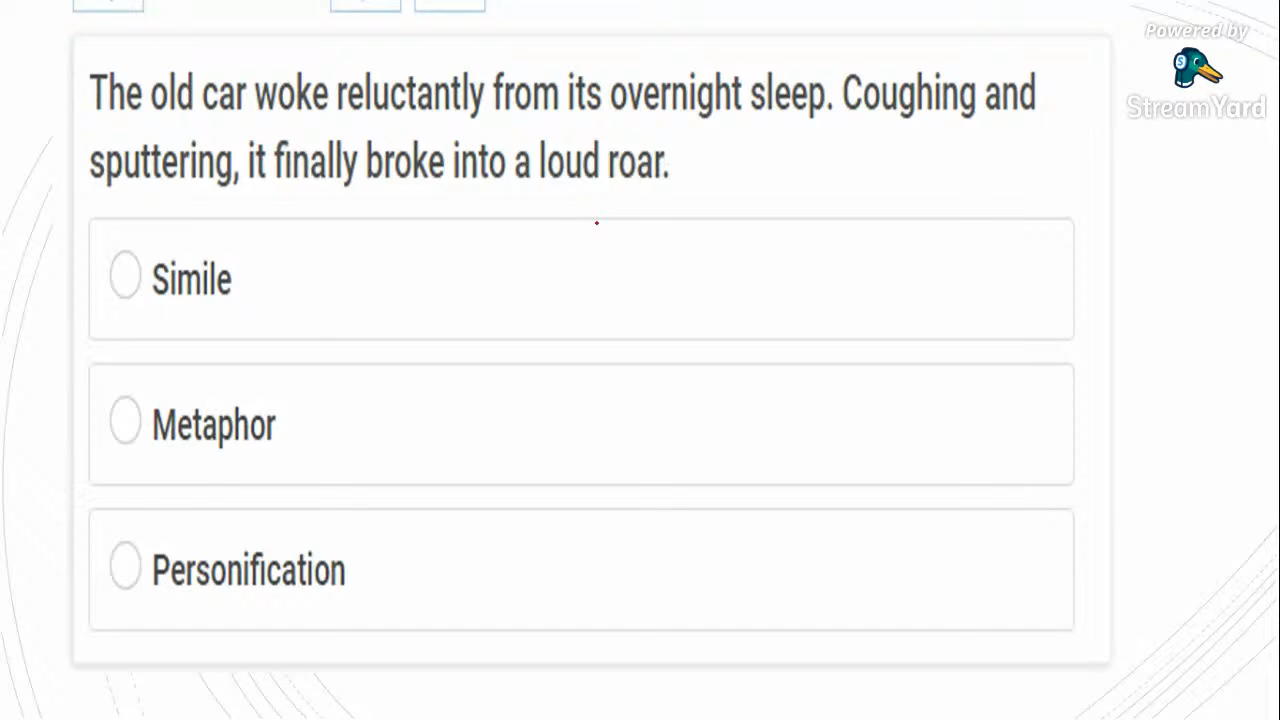 Powered by
StreamYard
The old car woke reluctantly from its overnight sleep. Coughing and
sputtering, it finally broke into a loud roar.
Simile
Metaphor
Personification